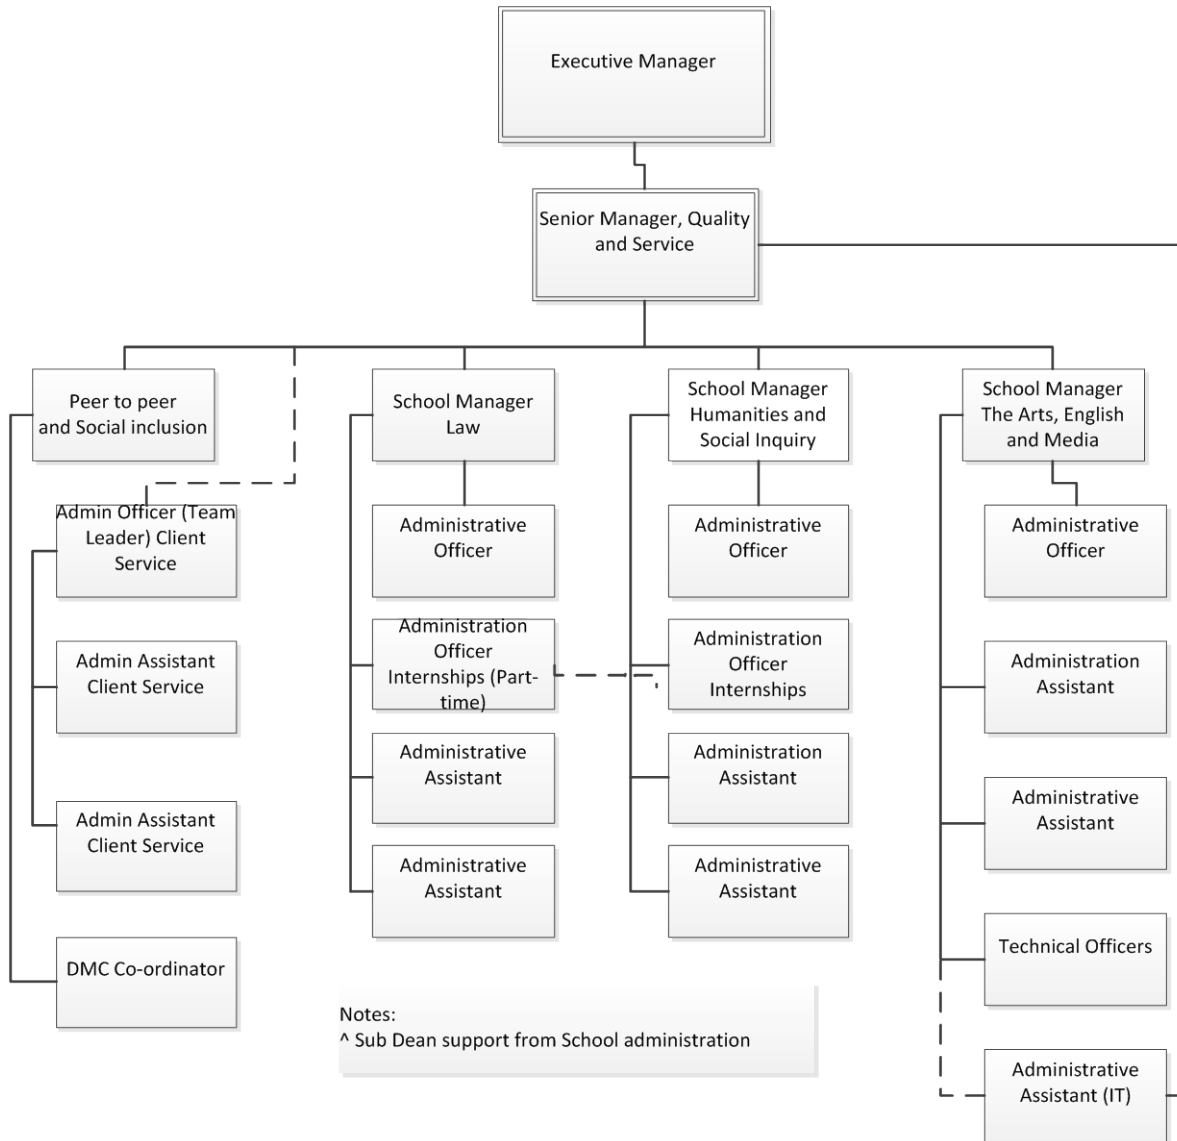 Executive Manager
Senior Manager, Quality
and Service
Peer to peer
and Social inclusion
School Manager
Law
School Manager
Humanities and
Social Inquiry
School Manager
The Arts, English
and Media
Admin Officer (Team
Leader) Client
Service
Administrative
Officer
Administrative
Officer
Administrative
Officer
Admin Assistant
Client Service
Administration
Officer
Internships (Part-
time)
Administration
Officer
Internships
Administration
Assistant
Admin Assistant
Client Service
Administrative
Assistant
Administration
Assistant
Administrative
Assistant
Administrative
Assistant
Administrative
Assistant
DMC Co-ordinator
Technical Officers
Notes:
^ Sub Dean support from School administration
Administrative
Assistant (IT)